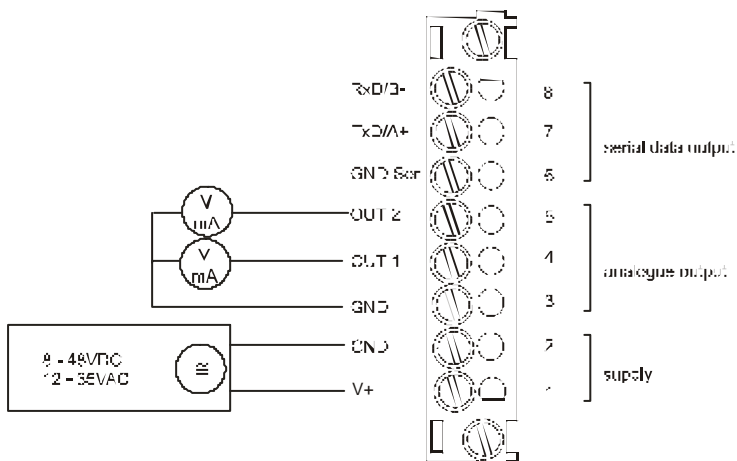 RxD/B- 8
TxD/A+ 7
serial data output
GND Ser 6
V
mA
OUT 2 5
V
mA
OUT 1 4
analogue output
GND 3
GND 2
8 - 48VDC
12 - 35VAC
≅
supply
V+ 1